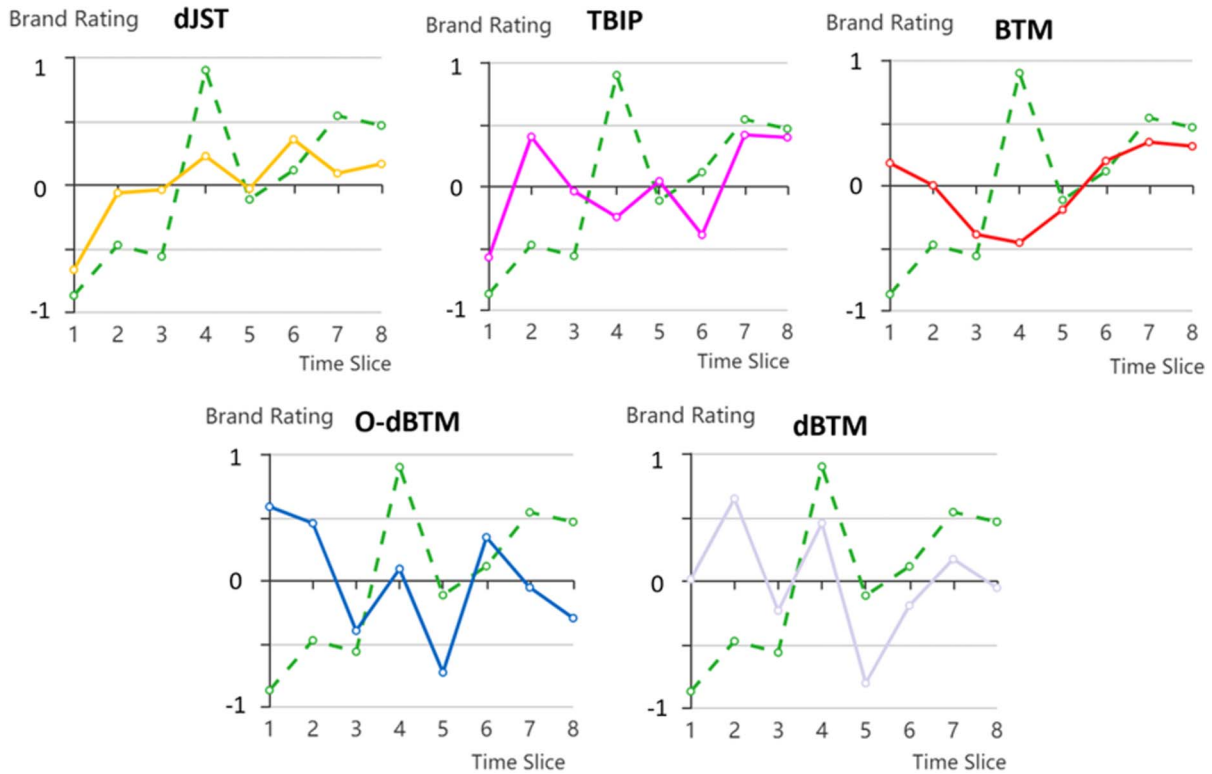 Brand Rating dJST
1
0
-1
1 2 3 4 5 6 7 8
Time Slice
Brand Rating TBIP
1
0
-1
1 2 3 4 5 6 7 8
Time Slice
Brand Rating BTM
1
0
-1
1 2 3 4 5 6 7 8
Time Slice
Brand Rating O-dBTM
1
0
-1
1 2 3 4 5 6 7 8
Time Slice
Brand Rating dBTM
1
0
-1
1 2 3 4 5 6 7 8
Time Slice